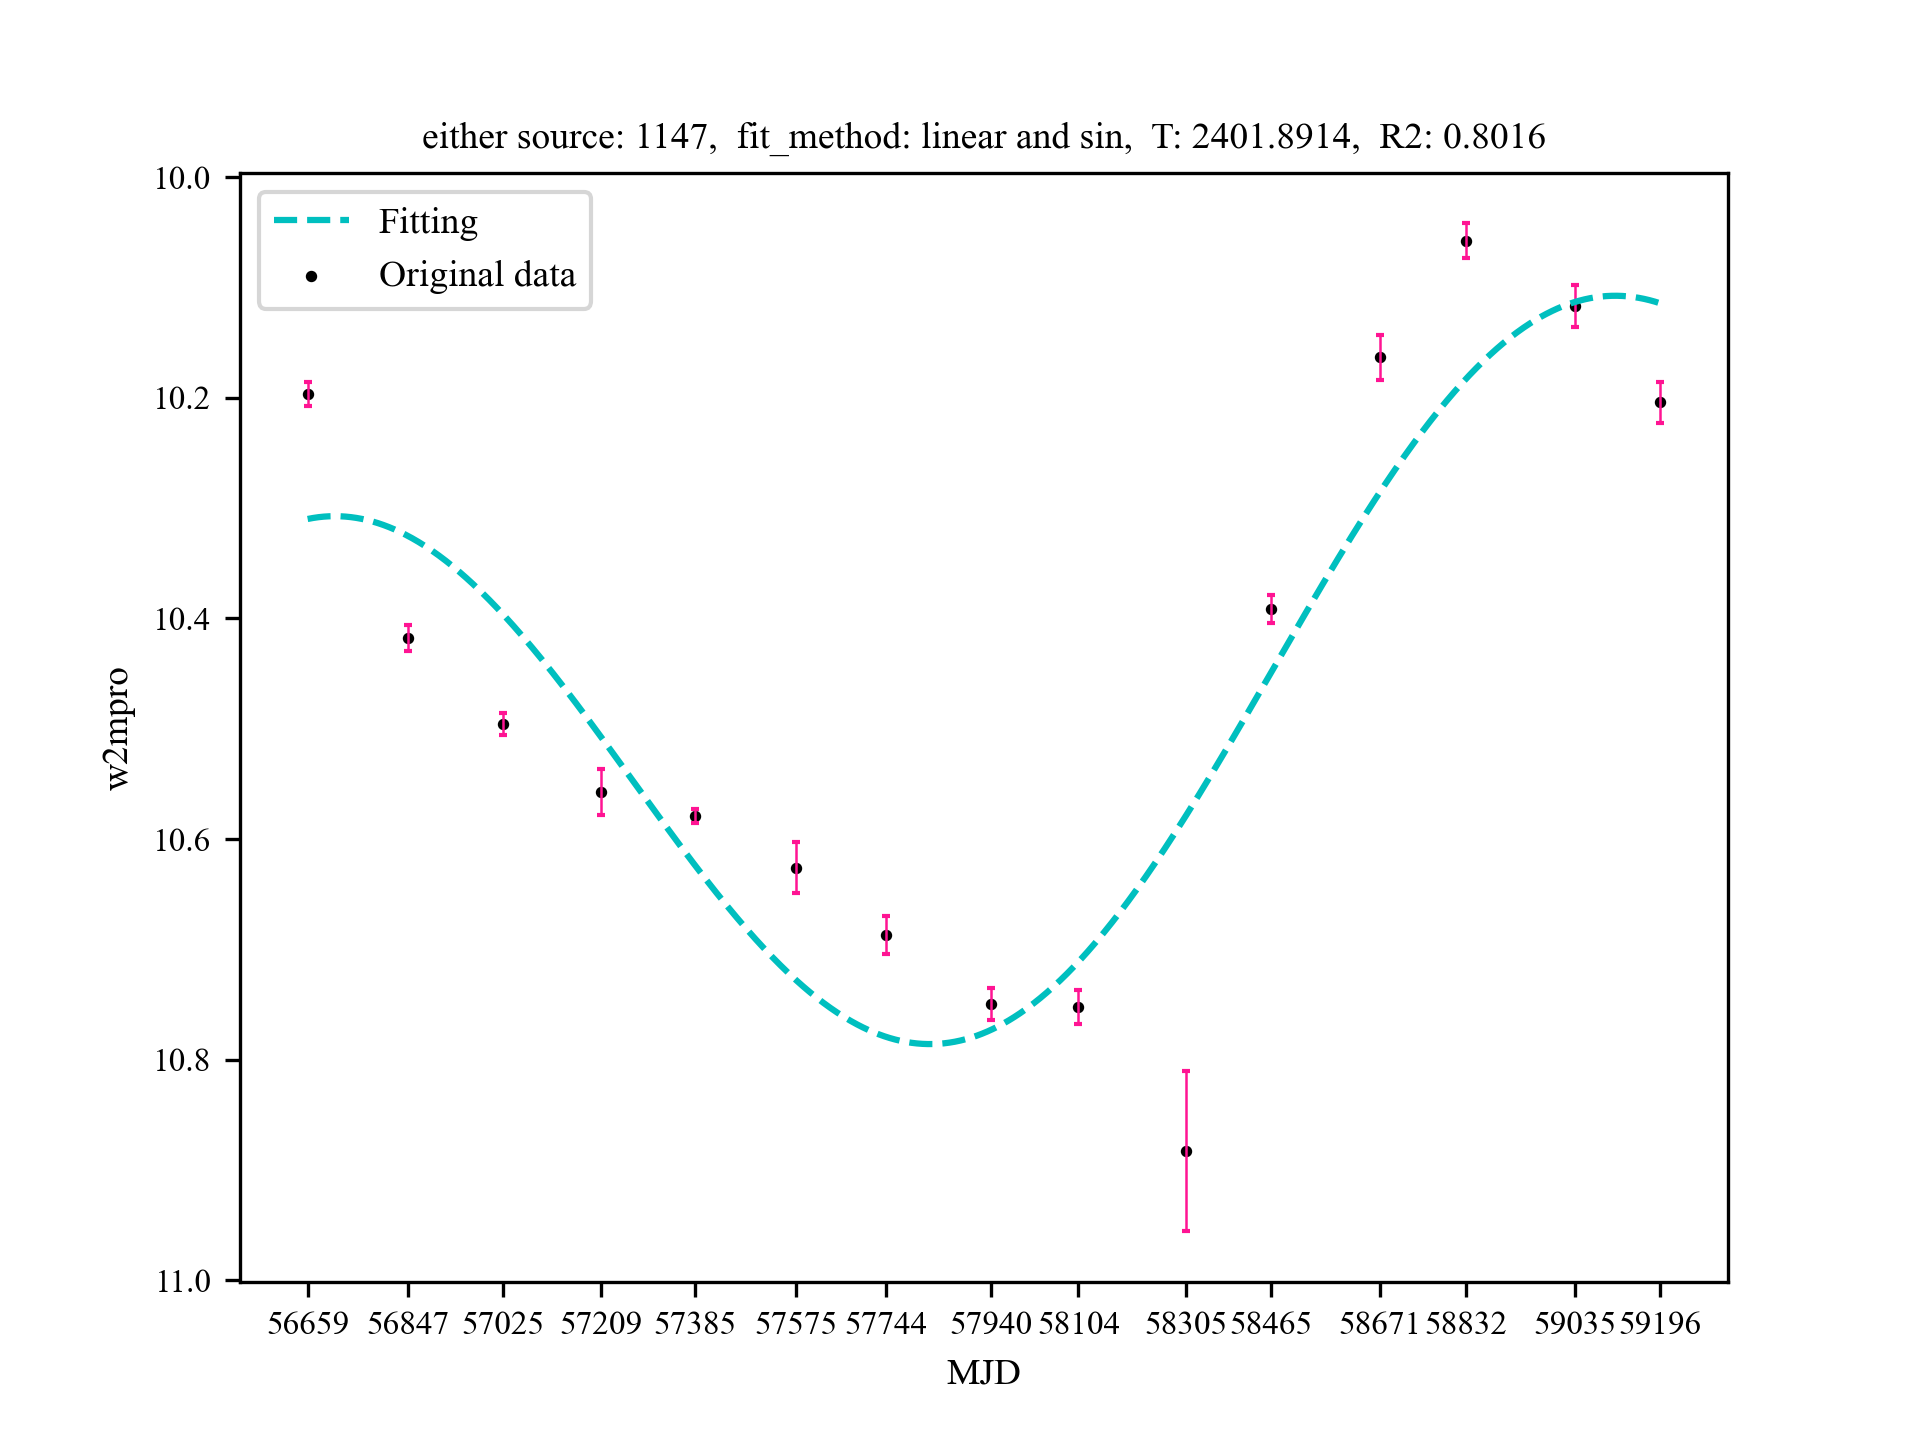 either source: 1147,  fit_method: linear and sin,  T: 2401.8914,  R2: 0.8016
Fitting
Original data
10.0
10.2
10.4
10.6
10.8
11.0
w2mpro
56659 56847 57025 57209 57385 57575 57744 57940 58104 58305 58465 58671 58832 59035 59196
MJD